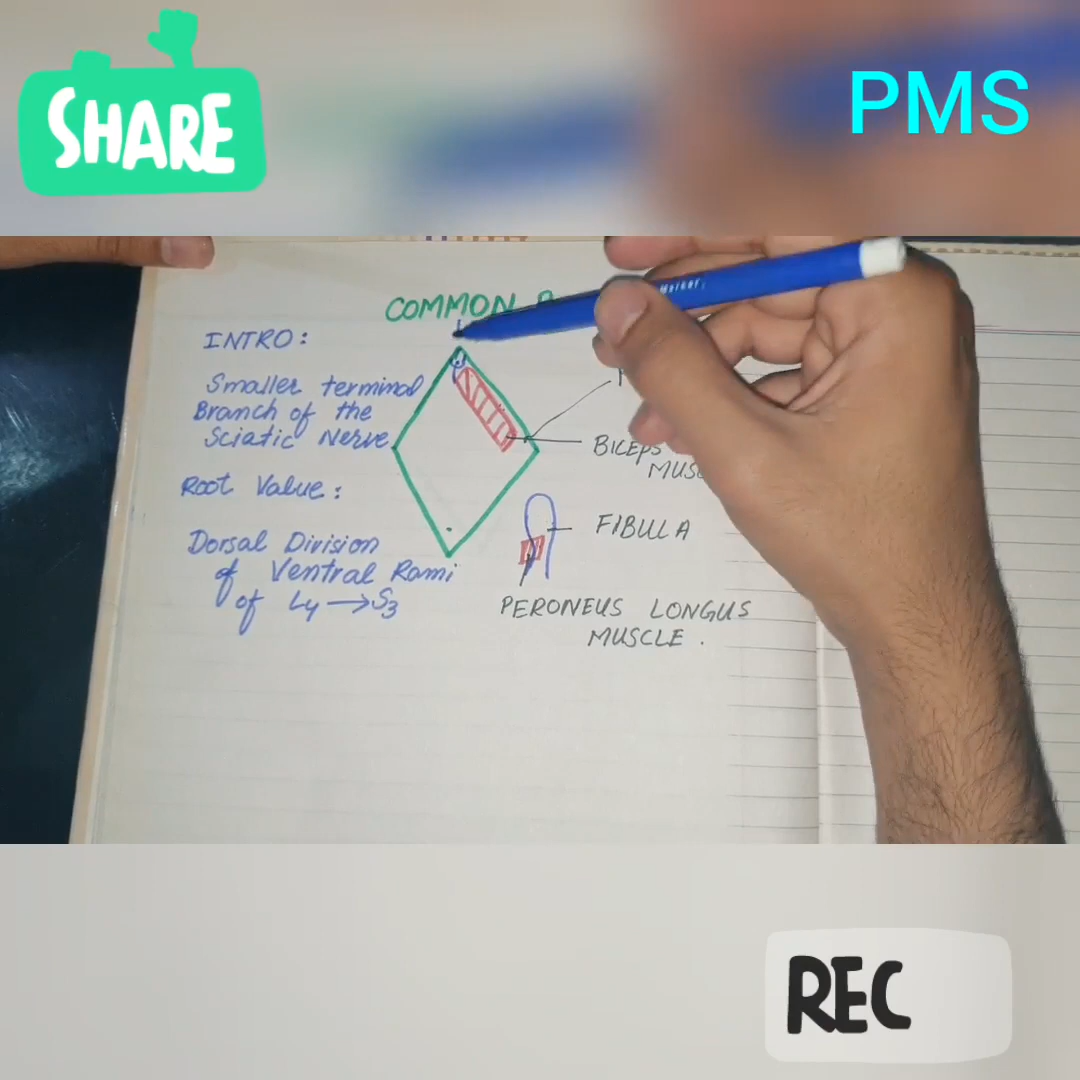 SHARE
PMS
COMMON
INTRO:
Smaller terminal
Branch of the
Sciatic Nerve
Root Value:
Dorsal Division
of Ventral Rami
of L4 → S3
BICEPS
FIBULA
PERONEUS LONGUS
MUSCLE.
REC